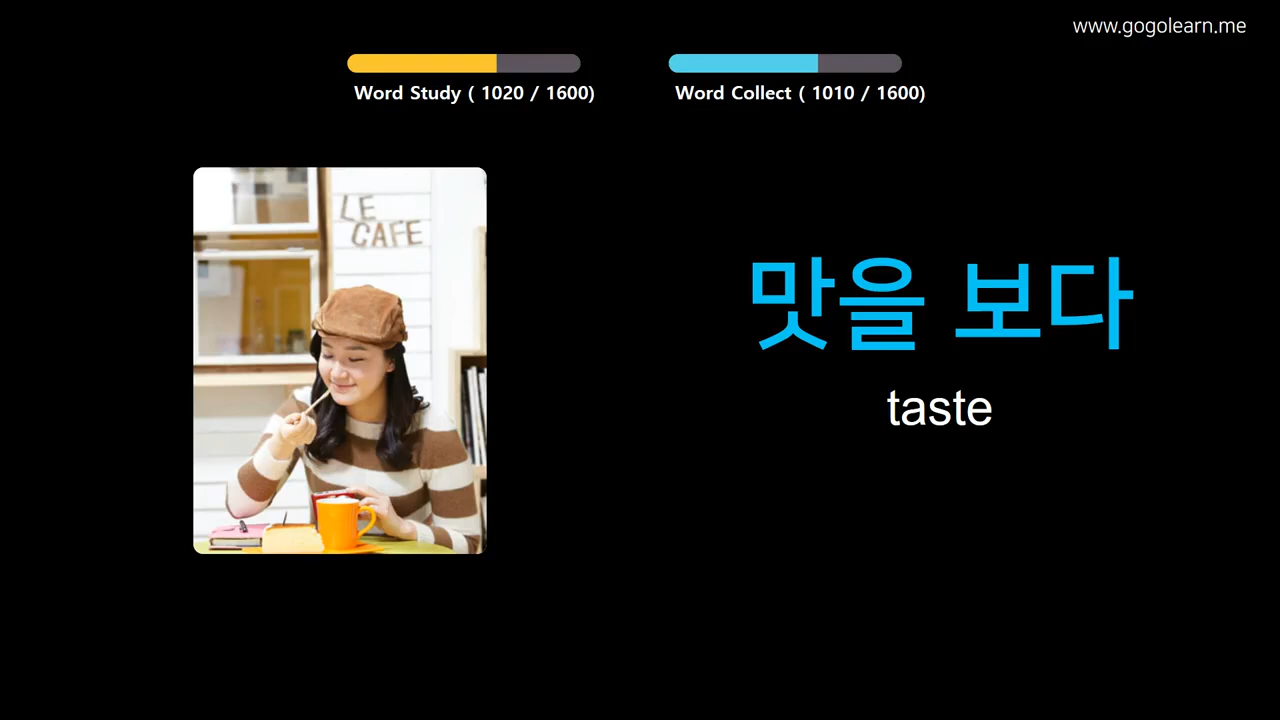 www.gogolearn.me
Word Study ( 1020 / 1600)
Word Collect ( 1010 / 1600)
LE
CAFE
맛을 보다
taste